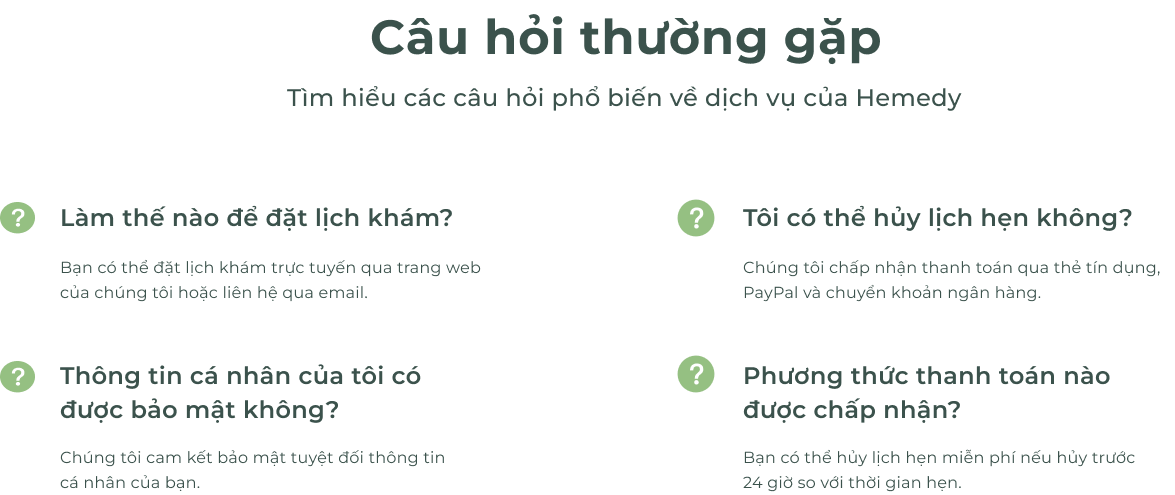 Câu hỏi thường gặp
Tìm hiểu các câu hỏi phổ biến về dịch vụ của Hemedy
Làm thế nào để đặt lịch khám?
Bạn có thể đặt lịch khám trực tuyến qua trang web
của chúng tôi hoặc liên hệ qua email.
Tôi có thể hủy lịch hẹn không?
Chúng tôi chấp nhận thanh toán qua thẻ tín dụng,
PayPal và chuyển khoản ngân hàng.
Thông tin cá nhân của tôi có
được bảo mật không?
Chúng tôi cam kết bảo mật tuyệt đối thông tin
cá nhân của bạn.
Phương thức thanh toán nào
được chấp nhận?
Bạn có thể hủy lịch hẹn miễn phí nếu hủy trước
24 giờ so với thời gian hẹn.